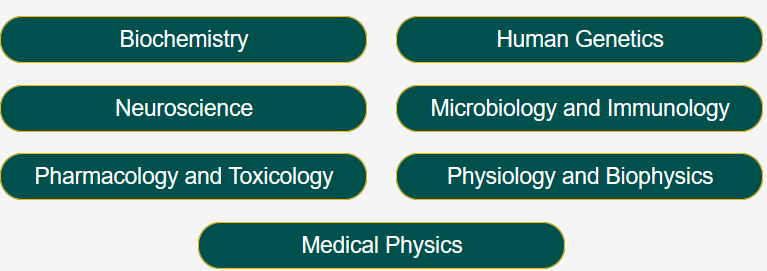 Biochemistry
Human Genetics
Neuroscience
Microbiology and Immunology
Pharmacology and Toxicology
Physiology and Biophysics
Medical Physics